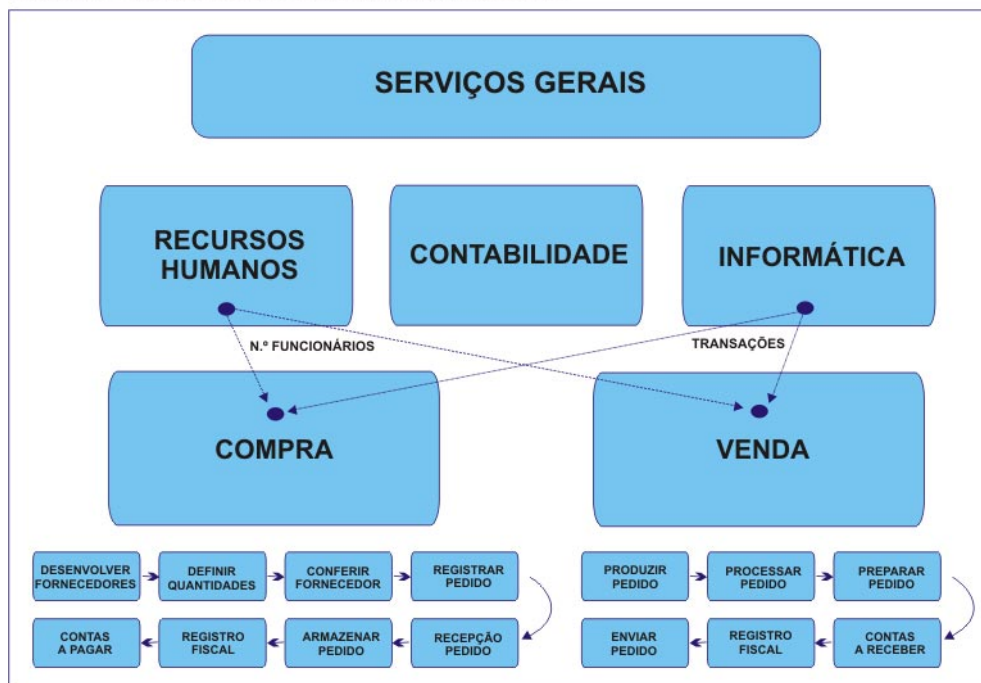 SERVIÇOS GERAIS
RECURSOS
HUMANOS
CONTABILIDADE
INFORMÁTICA
N.º FUNCIONÁRIOS
TRANSAÇÕES
COMPRA
VENDA
DESENVOLVER
FORNECEDORES
DEFINIR
QUANTIDADES
CONFERIR
FORNECEDOR
REGISTRAR
PEDIDO
CONTAS
A PAGAR
REGISTRO
FISCAL
ARMAZENAR
PEDIDO
RECEPÇÃO
PEDIDO
PRODUZIR
PEDIDO
PROCESSAR
PEDIDO
PREPARAR
PEDIDO
ENVIAR
PEDIDO
REGISTRO
FISCAL
CONTAS
A RECEBER